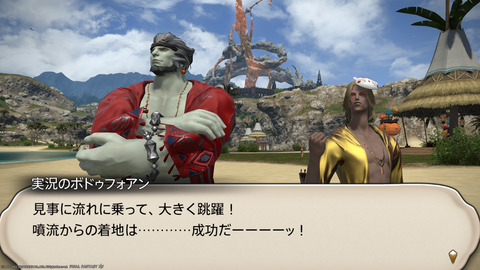 実況のボドゥフォアン
見事に流れに乗って、大きく跳躍！
噴流からの着地は…………成功だーーーーッ！